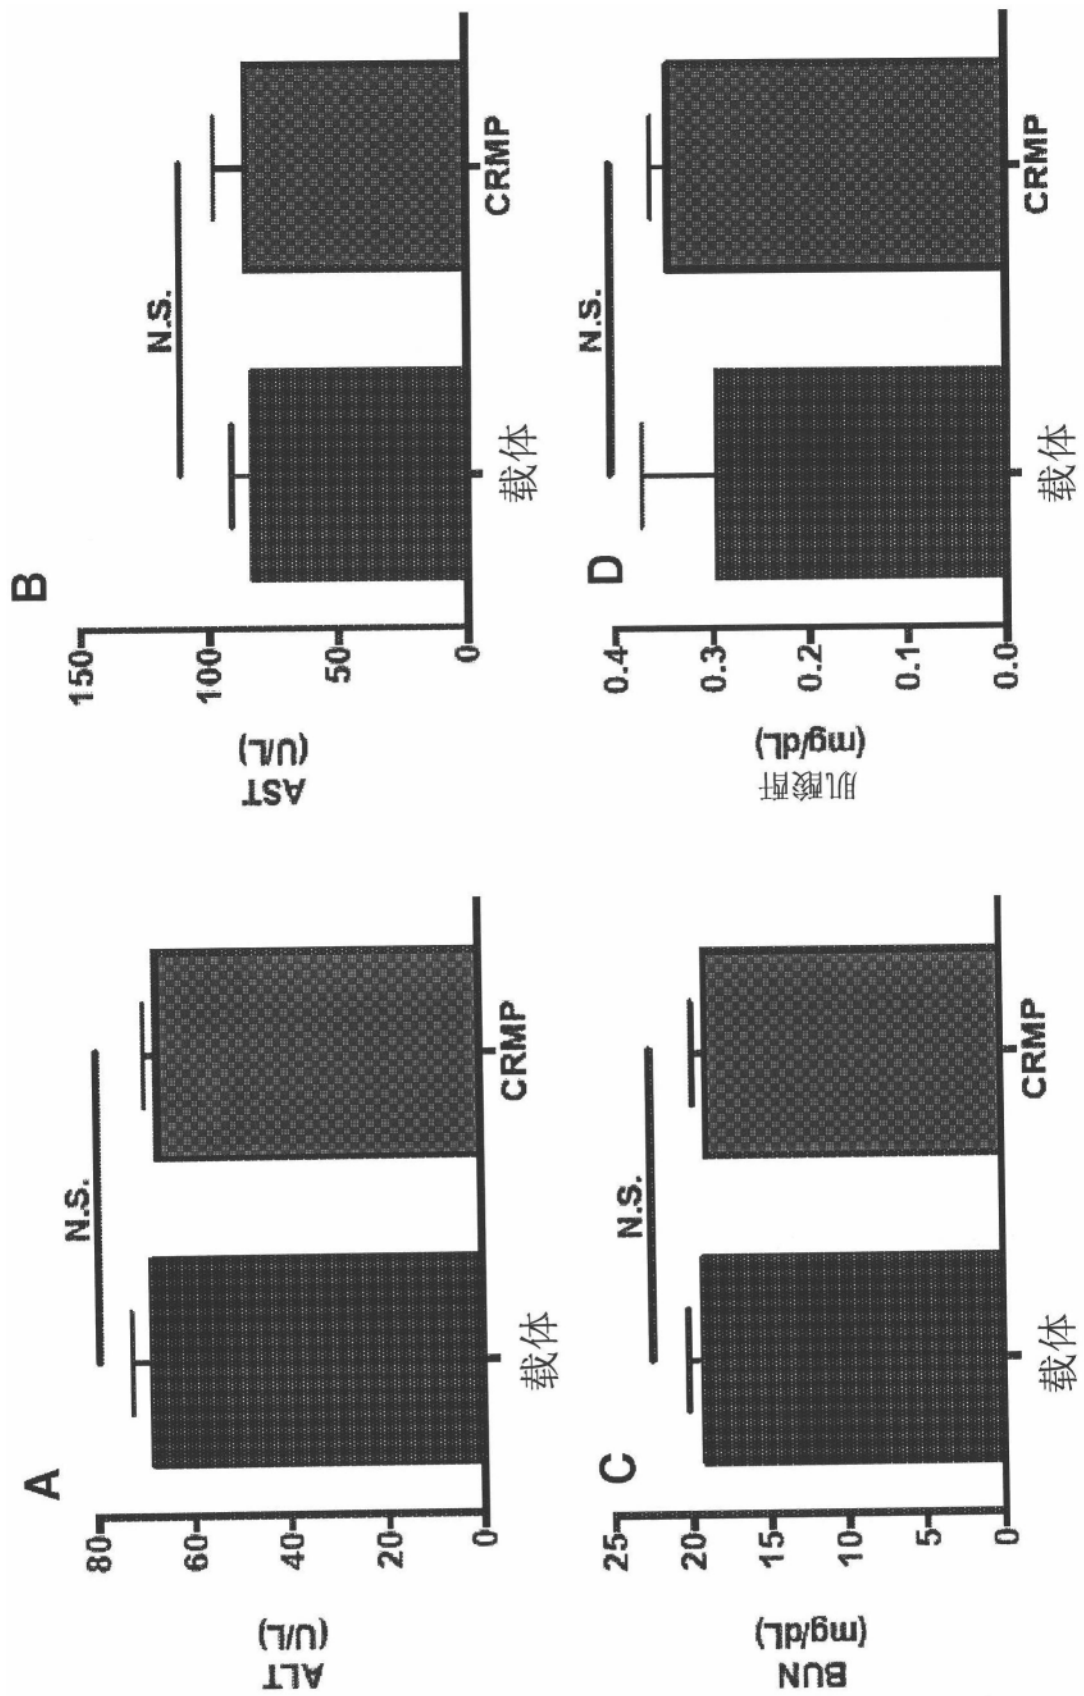 A
ALT
(U/L)
80
60
40
20
0
N.S.
载体
CRMP
B
AST
(U/L)
150
100
50
0
N.S.
载体
CRMP
C
BUN
(mg/dL)
25
20
15
10
5
0
N.S.
载体
CRMP
D
肌酸酐
(mg/dL)
0.4
0.3
0.2
0.1
0.0
N.S.
载体
CRMP